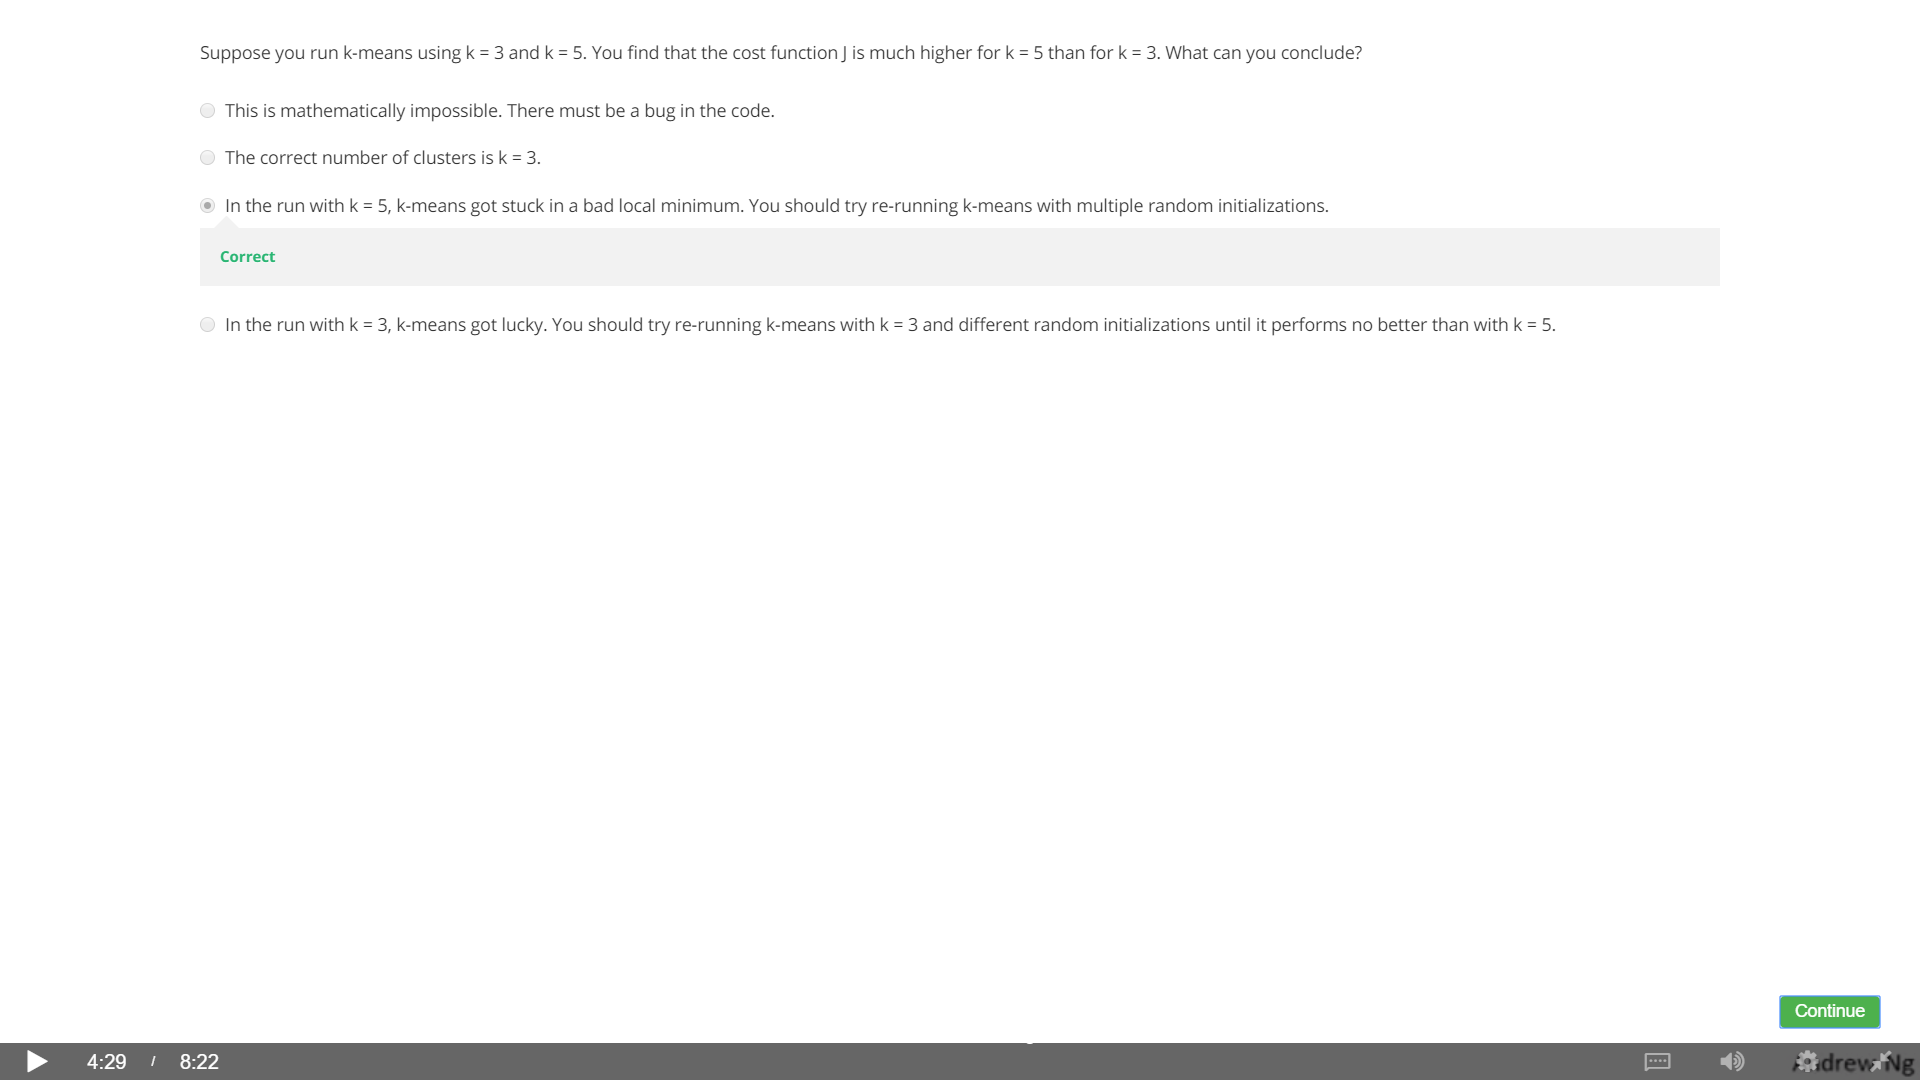 Suppose you run k-means using k = 3 and k = 5. You find that the cost function J is much higher for k = 5 than for k = 3. What can you conclude?
This is mathematically impossible. There must be a bug in the code.
The correct number of clusters is k = 3.
In the run with k = 5, k-means got stuck in a bad local minimum. You should try re-running k-means with multiple random initializations.
Correct
In the run with k = 3, k-means got lucky. You should try re-running k-means with k = 3 and different random initializations until it performs no better than with k = 5.
Continue
4:29 / 8:22
Andrew Ng